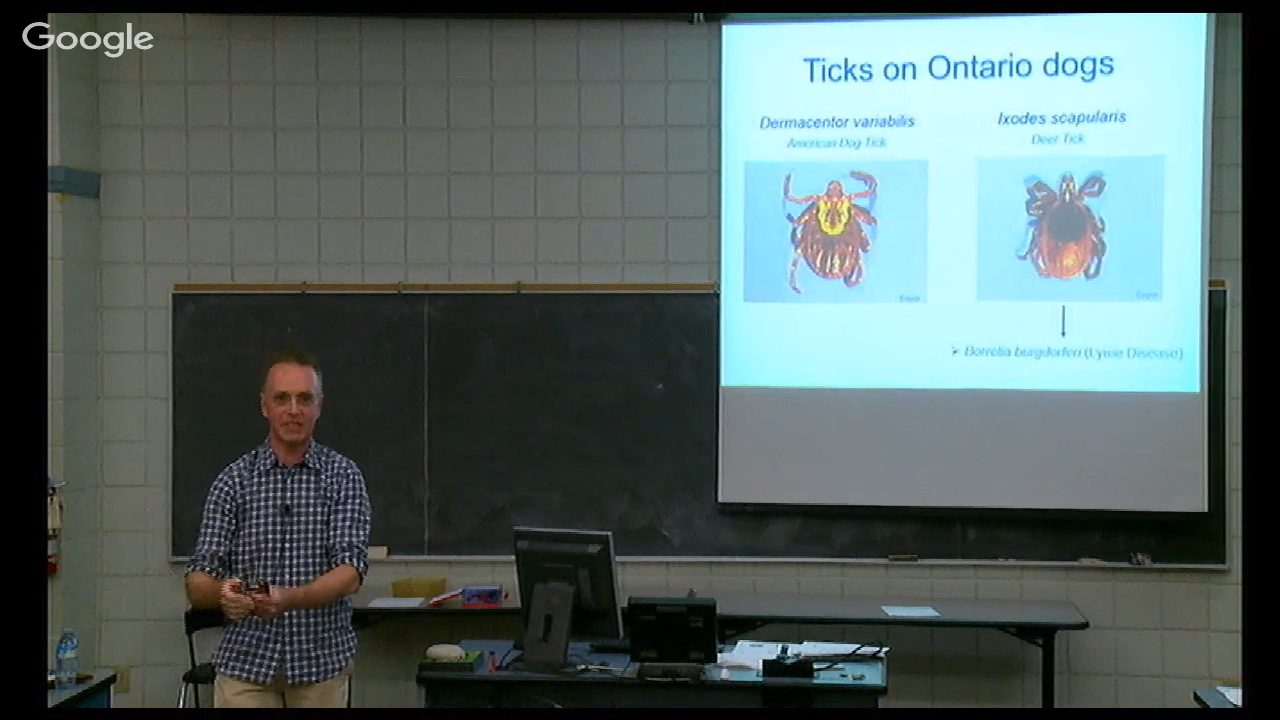 Google
Ticks on Ontario dogs
Dermacentor variabilis
American Dog Tick
Ixodes scapularis
Deer Tick
➢ Borrelia burgdorferi (Lyme Disease)